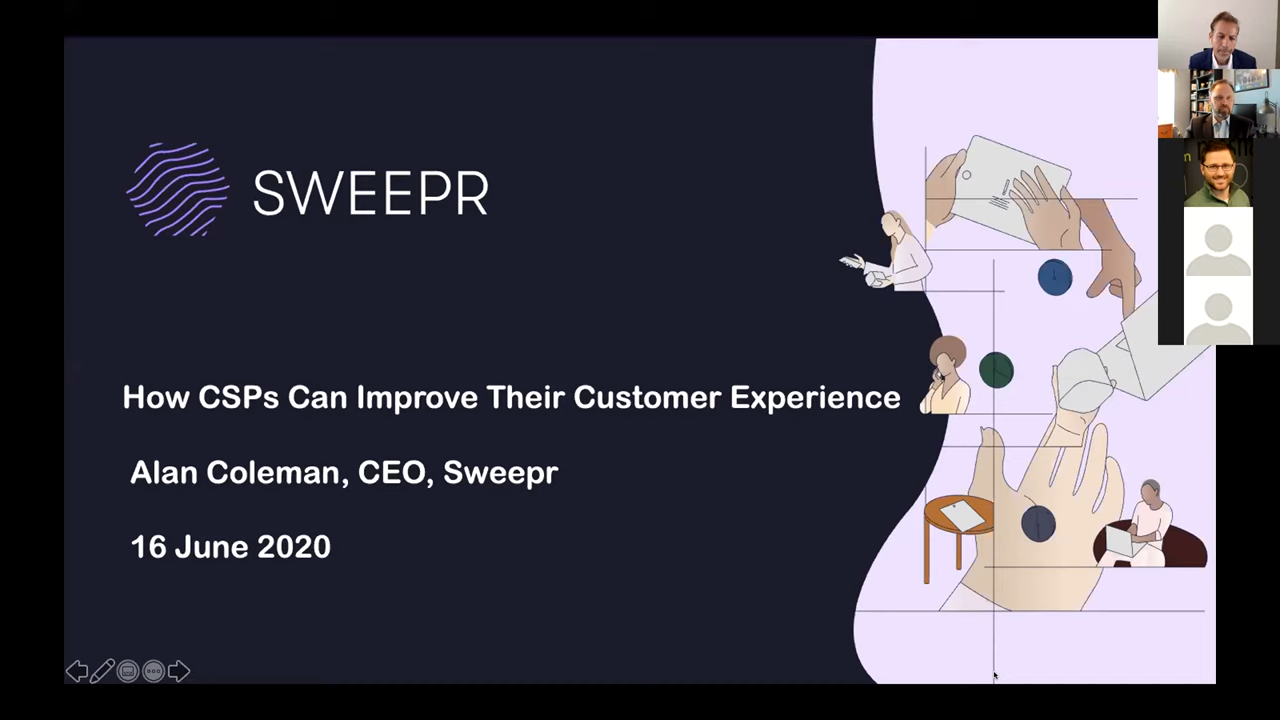 SWEEPR
How CSPs Can Improve Their Customer Experience
Alan Coleman, CEO, Sweepr
16 June 2020